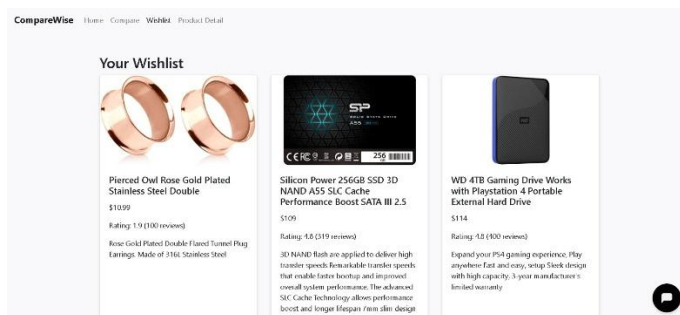 CompareWise Home Compare Wishlist Product Detail
Your Wishlist
SP
A55
256
Pierced Owl Rose Gold Plated
Stainless Steel Double
$10.99
Rating: 1.9 (100 reviews)
Rose Gold Plated Double Flared Tunnel Plug
Earrings. Made of 316L Stainless Steel
Silicon Power 256GB SSD 3D
NAND A55 SLC Cache
Performance Boost SATA III 2.5
$109
Rating: 4.8 (319 reviews)
3D NAND flash are applied to deliver high
transfer speeds Remarkable transfer speeds
that enable faster bootup and improved
overall system performance. The advanced
SLC Cache Technology allows performance
boost and longer lifespan 7mm slim design
WD
WD 4TB Gaming Drive Works
with Playstation 4 Portable
External Hard Drive
$114
Rating: 4.8 (400 reviews)
Expand your PS4 gaming experience, Play
anywhere Fast and easy, setup Sleek design
with high capacity, 3-year manufacturer's
limited warranty